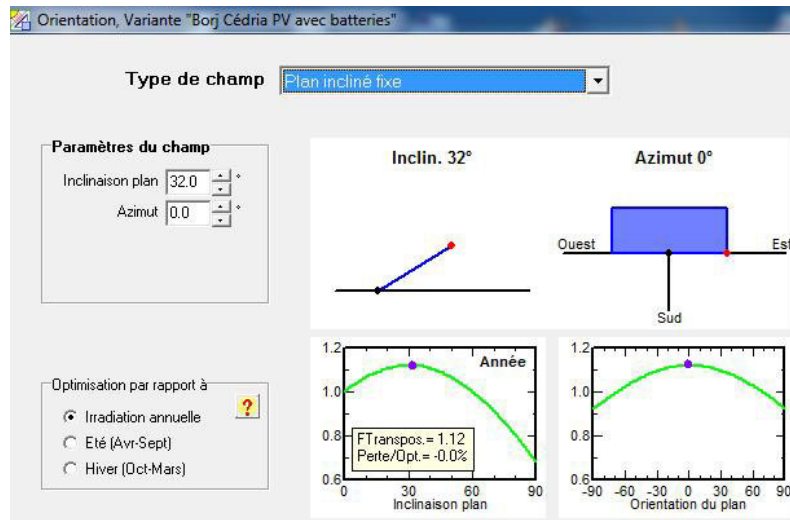 Orientation, Variante "Borj Cédria PV avec batteries"
Type de champ Plan incliné fixe
Paramètres du champ
Inclinaison plan 32.0 °
Azimut 0.0 °
Inclin. 32°
Azimut 0°
Ouest
Est
Sud
Optimisation par rapport à
Irradiation annuelle
?
Eté (Avr-Sept)
Hiver (Oct-Mars)
Année
1.2
1.0
0.8
0.6
FTranspos.= 1.12
Perte/Opt.= -0.0%
0 30 60 90
Inclinaison plan
1.2
1.0
0.8
0.6
-90 -60 -30 0 30 60 90
Orientation du plan